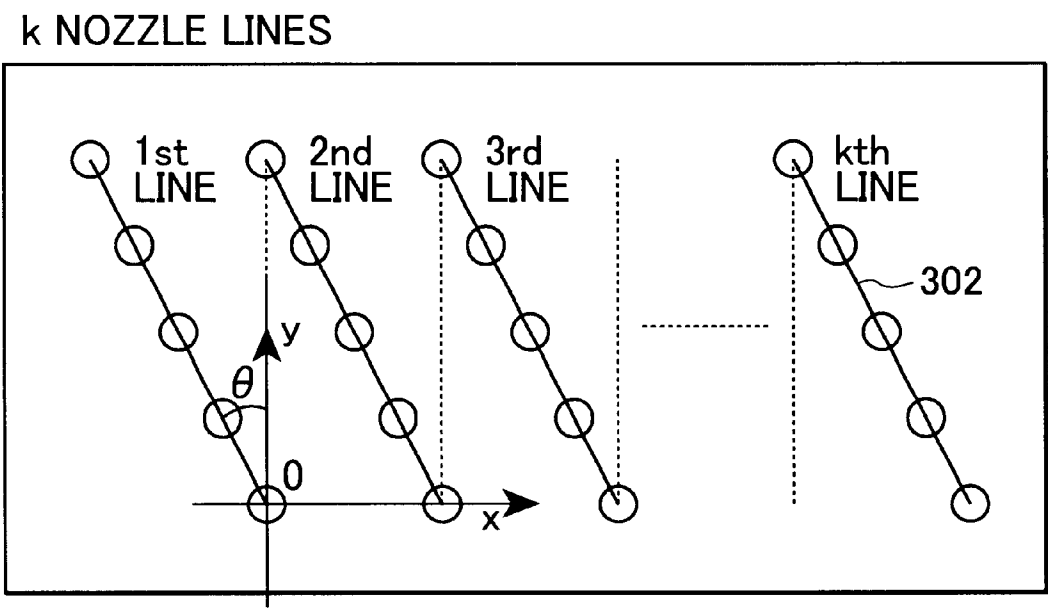 k NOZZLE LINES
1st
LINE
2nd
LINE
3rd
LINE
kth
LINE
302
y
θ
0
x